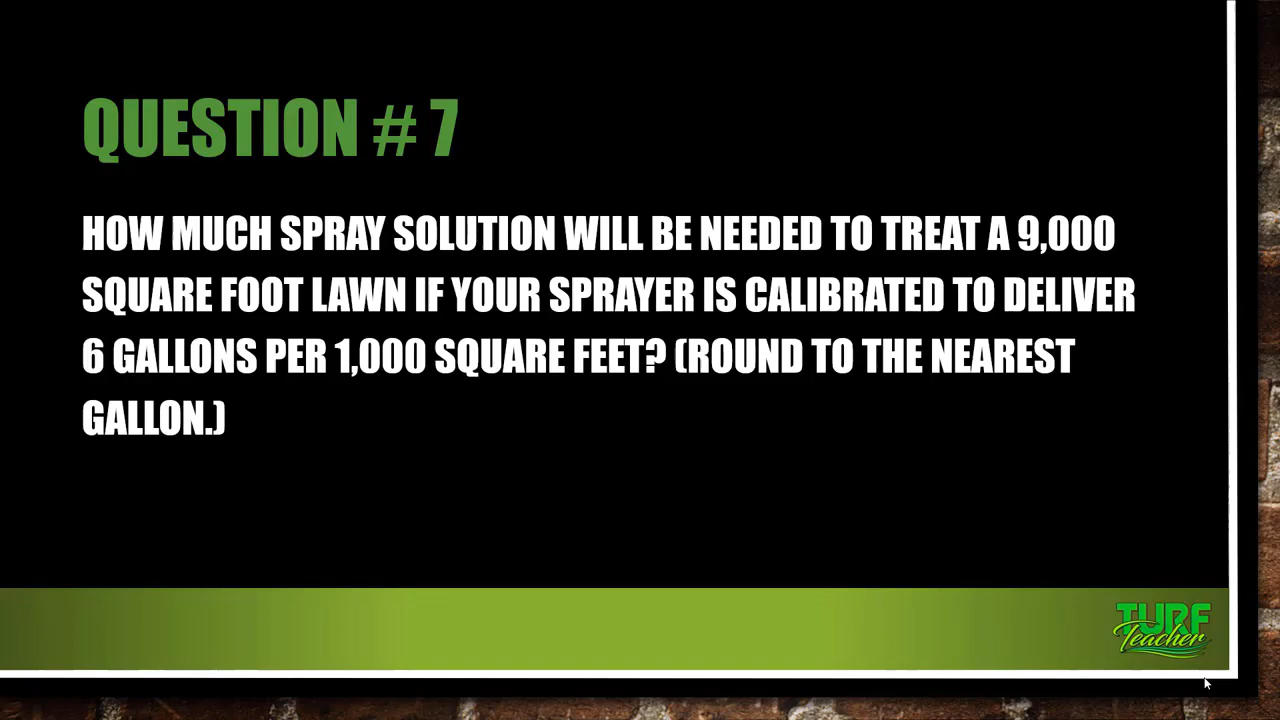 QUESTION # 7
HOW MUCH SPRAY SOLUTION WILL BE NEEDED TO TREAT A 9,000
SQUARE FOOT LAWN IF YOUR SPRAYER IS CALIBRATED TO DELIVER
6 GALLONS PER 1,000 SQUARE FEET? (ROUND TO THE NEAREST
GALLON.)
TURF
Teacher